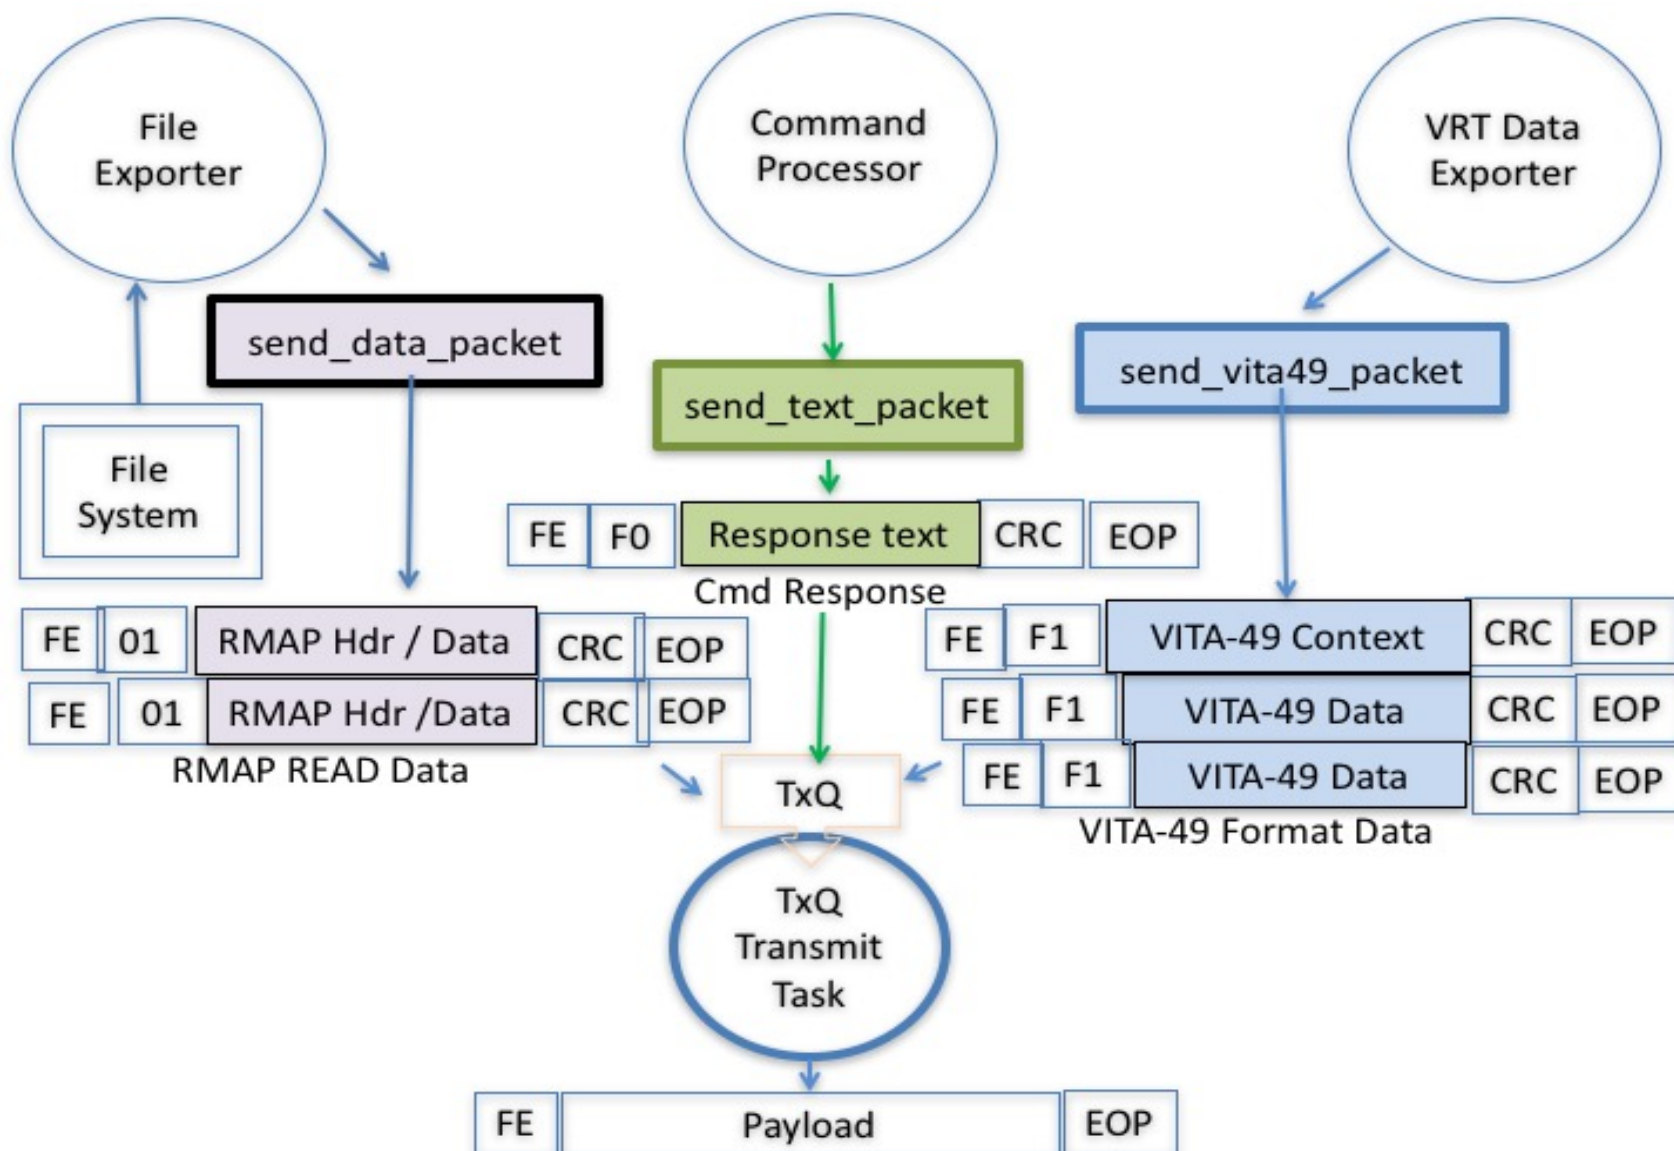 File
Exporter
Command
Processor
VRT Data
Exporter
send_data_packet
send_text_packet
send_vita49_packet
File
System
FE F0 Response text CRC EOP
Cmd Response
FE 01 RMAP Hdr / Data CRC EOP
FE 01 RMAP Hdr /Data CRC EOP
RMAP READ Data
FE F1 VITA-49 Context CRC EOP
FE F1 VITA-49 Data CRC EOP
FE F1 VITA-49 Data CRC EOP
VITA-49 Format Data
TxQ
TxQ
Transmit
Task
FE Payload EOP